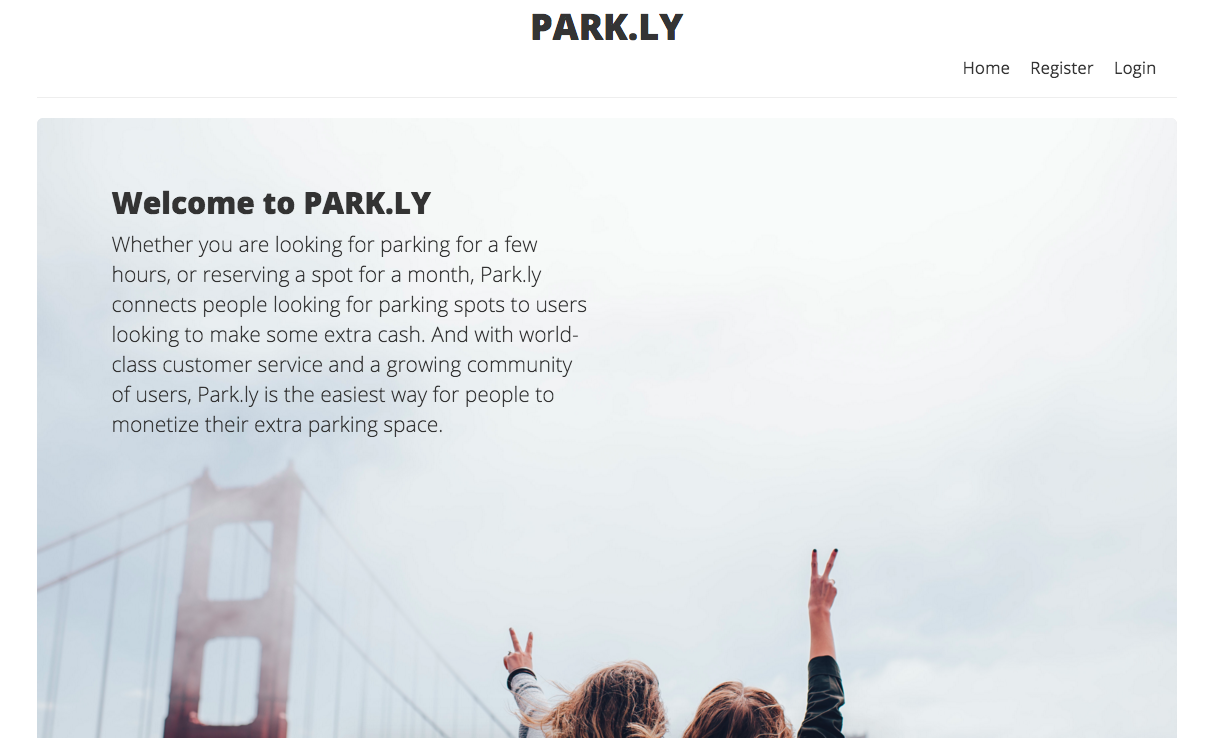 PARK.LY
Home Register Login
Welcome to PARK.LY
Whether you are looking for parking for a few
hours, or reserving a spot for a month, Park.ly
connects people looking for parking spots to users
looking to make some extra cash. And with world-
class customer service and a growing community
of users, Park.ly is the easiest way for people to
monetize their extra parking space.